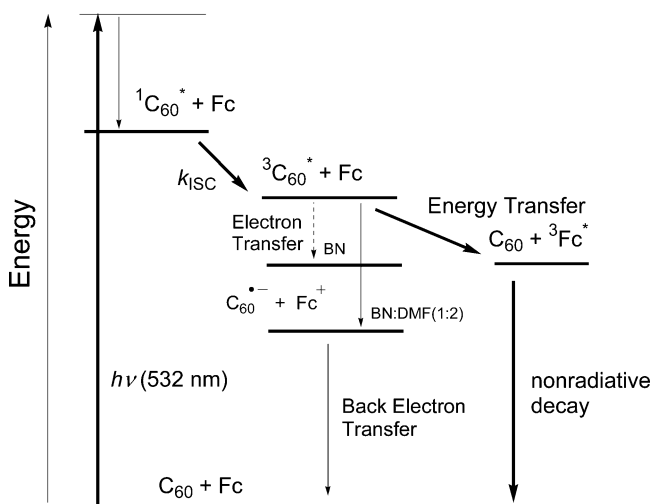 ¹C₆₀* + Fc
³C₆₀* + Fc
k_ISC
Energy Transfer
Electron
Transfer
BN
C₆₀ + ³Fc*
Energy
C₆₀•− + Fc⁺
BN:DMF(1:2)
hν (532 nm)
nonradiative
decay
Back Electron
Transfer
C₆₀ + Fc